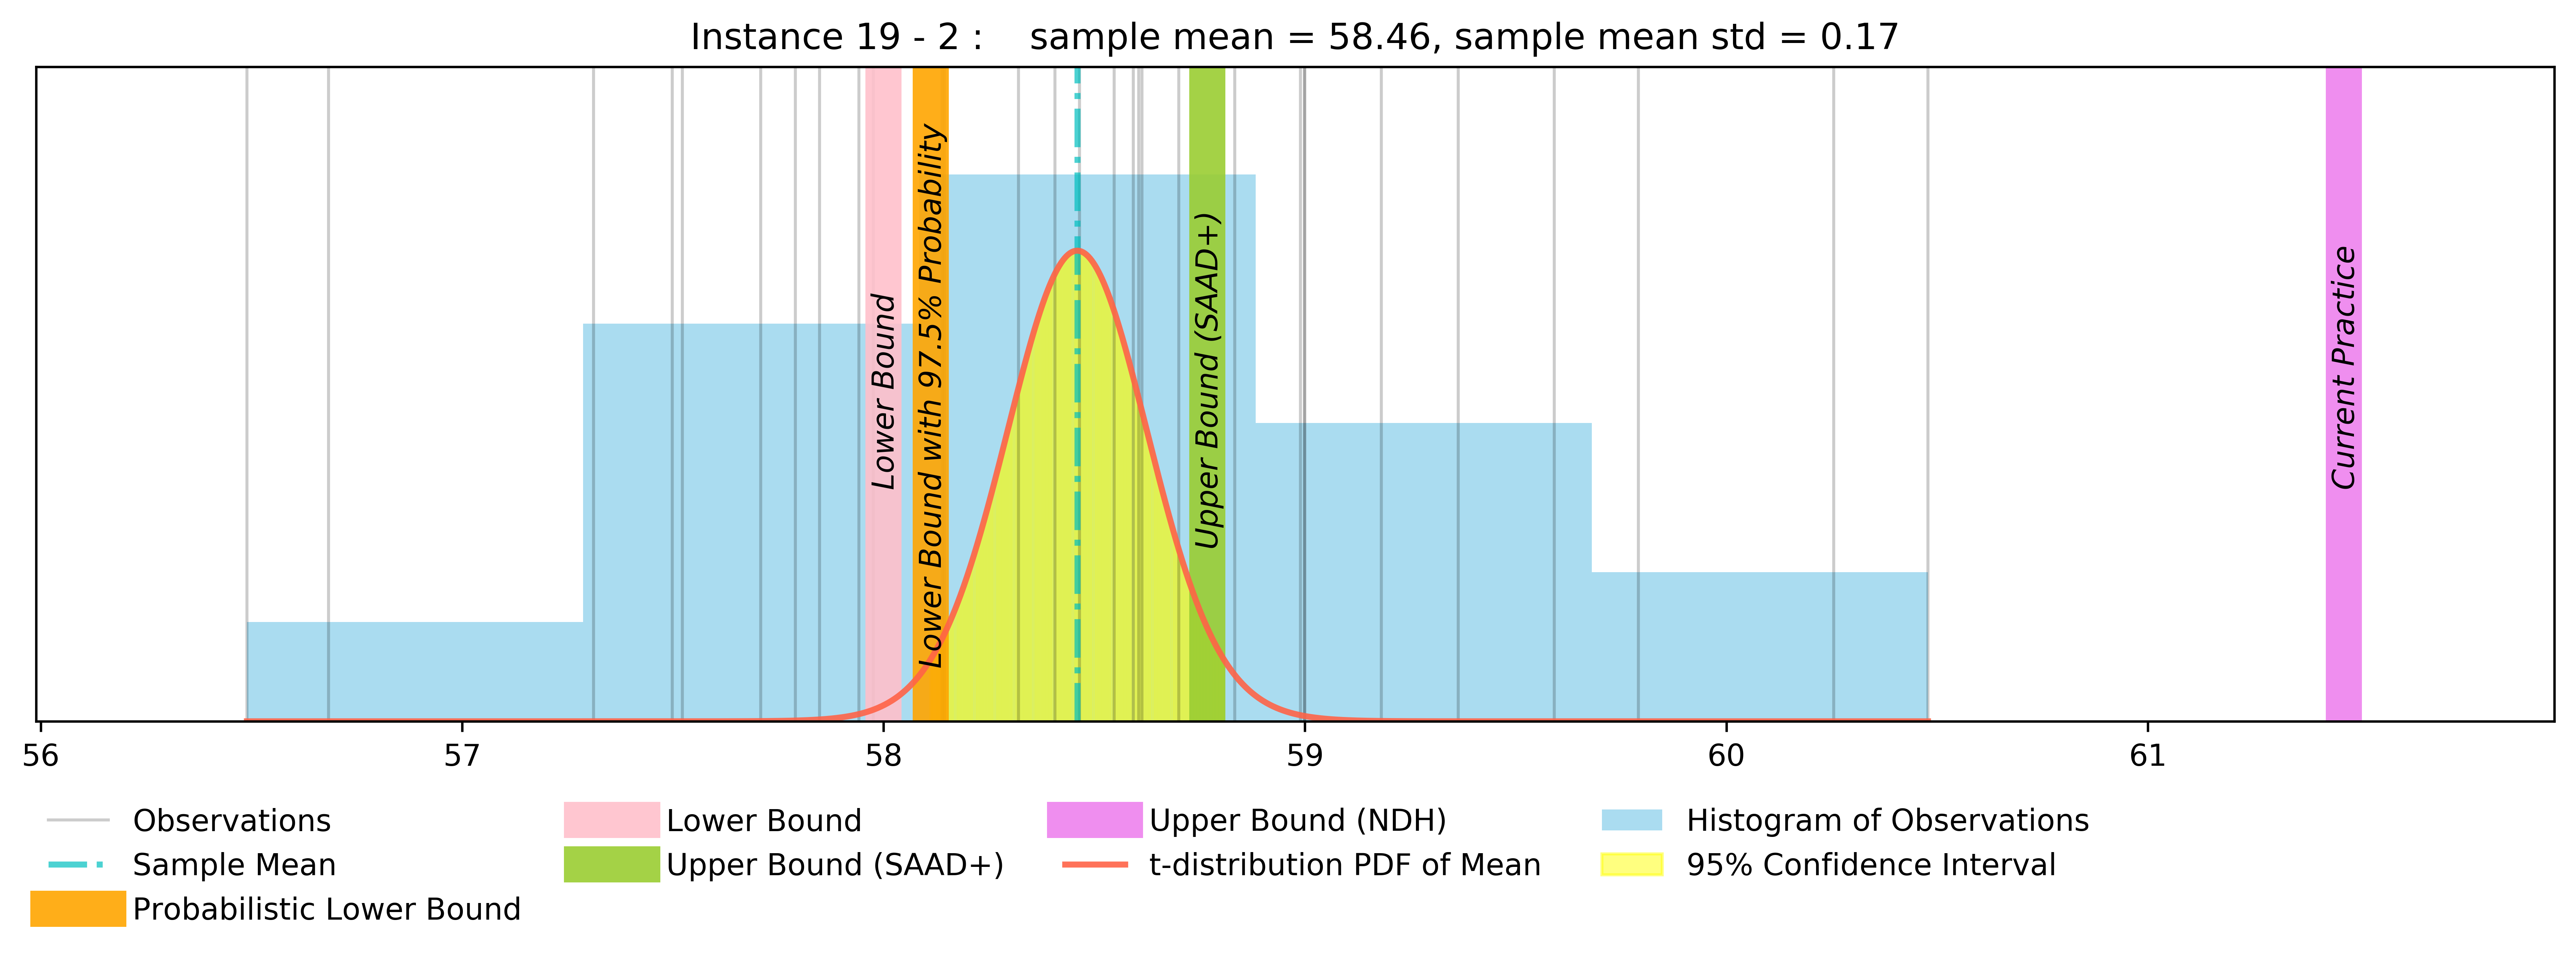 Instance 19 - 2 :    sample mean = 58.46, sample mean std = 0.17
Lower Bound
Lower Bound with 97.5% Probability
Upper Bound (SAAD+)
Current Practice
56 57 58 59 60 61
Observations
Sample Mean
Probabilistic Lower Bound
Lower Bound
Upper Bound (SAAD+)
Upper Bound (NDH)
t-distribution PDF of Mean
Histogram of Observations
95% Confidence Interval